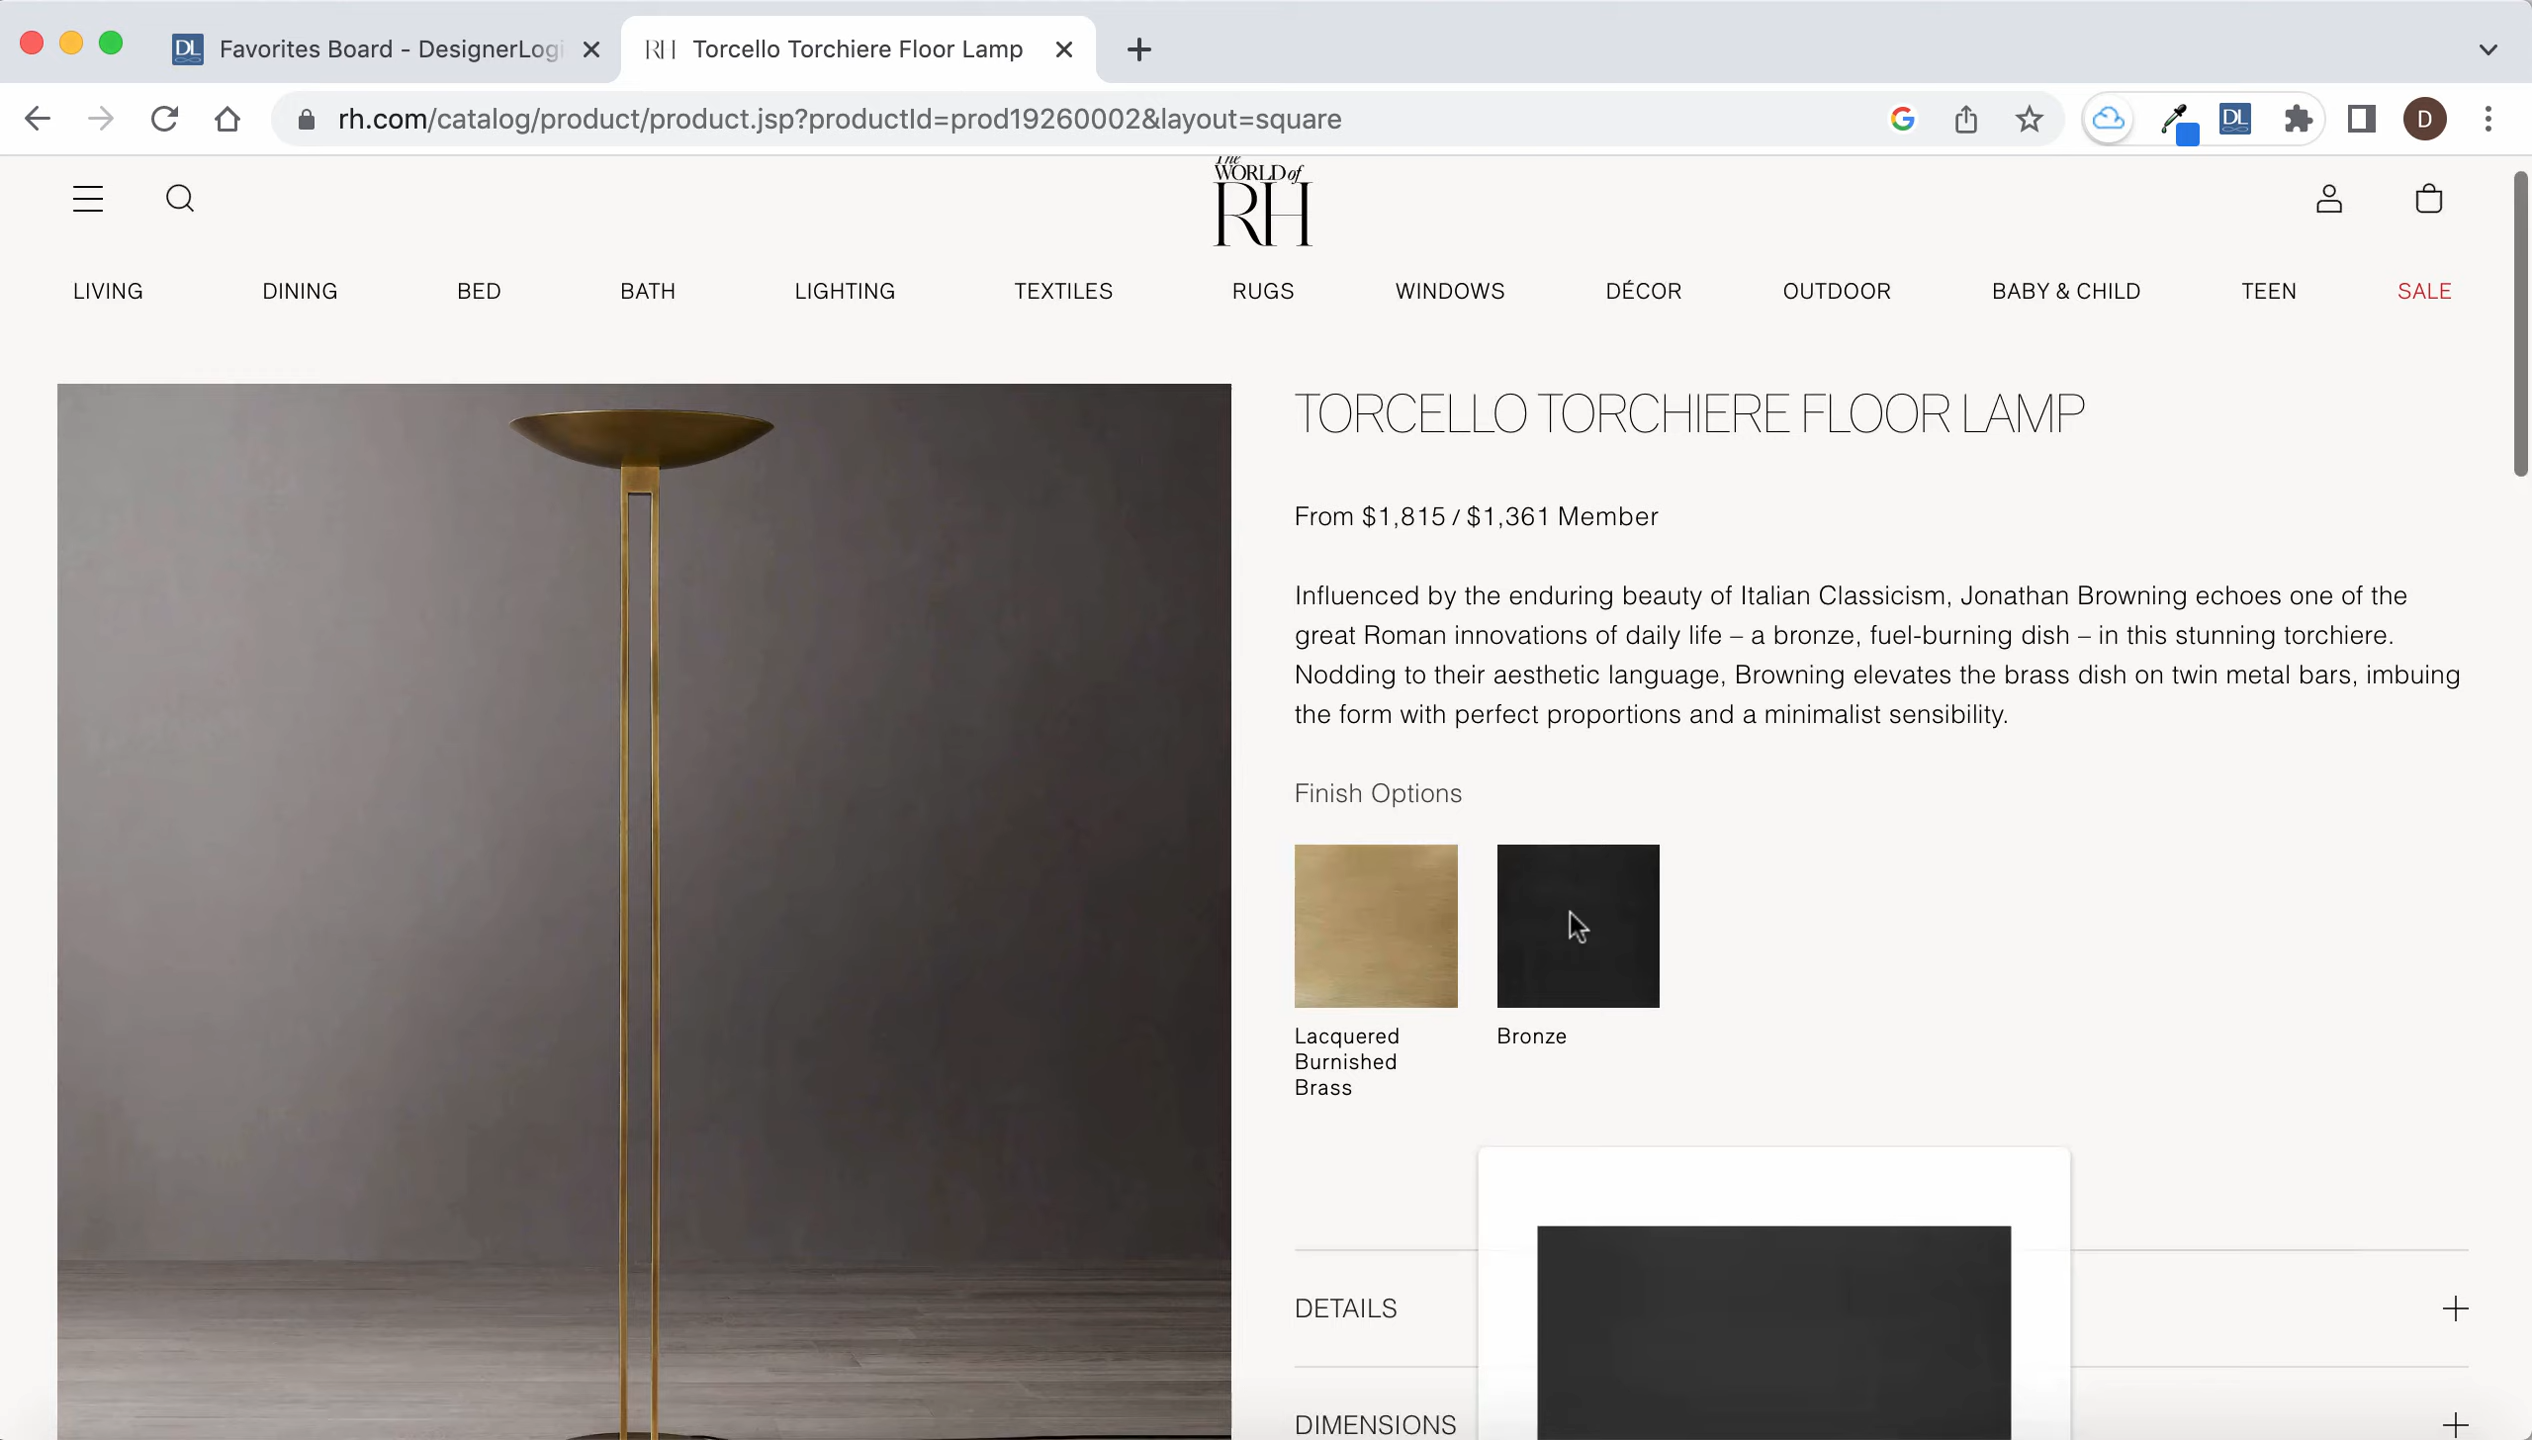 Favorites Board - DesignerLogi
RH Torcello Torchiere Floor Lamp
rh.com/catalog/product/product.jsp?productId=prod19260002&layout=square
DL
D
The
WORLD of
RH
LIVING DINING BED BATH LIGHTING TEXTILES RUGS WINDOWS DÉCOR OUTDOOR BABY & CHILD TEEN SALE
TORCELLO TORCHIERE FLOOR LAMP
From $1,815 / $1,361 Member
Influenced by the enduring beauty of Italian Classicism, Jonathan Browning echoes one of the
great Roman innovations of daily life – a bronze, fuel-burning dish – in this stunning torchiere.
Nodding to their aesthetic language, Browning elevates the brass dish on twin metal bars, imbuing
the form with perfect proportions and a minimalist sensibility.
Finish Options
Lacquered
Burnished
Brass
Bronze
DETAILS
DIMENSIONS